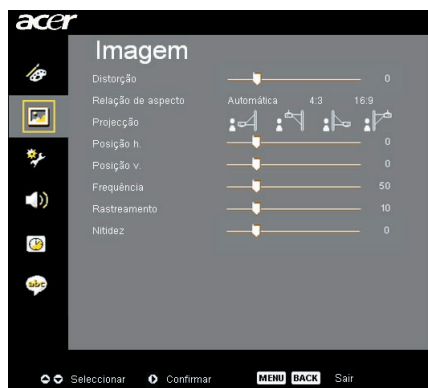 acer
Imagem
Distorção 0
Relação de aspecto Automática 4:3 16:9
Projecção
Posição h. 0
Posição v. 0
Frequência 50
Rastreamento 10
Nitidez 0
abc
Seleccionar Confirmar MENU BACK Sair